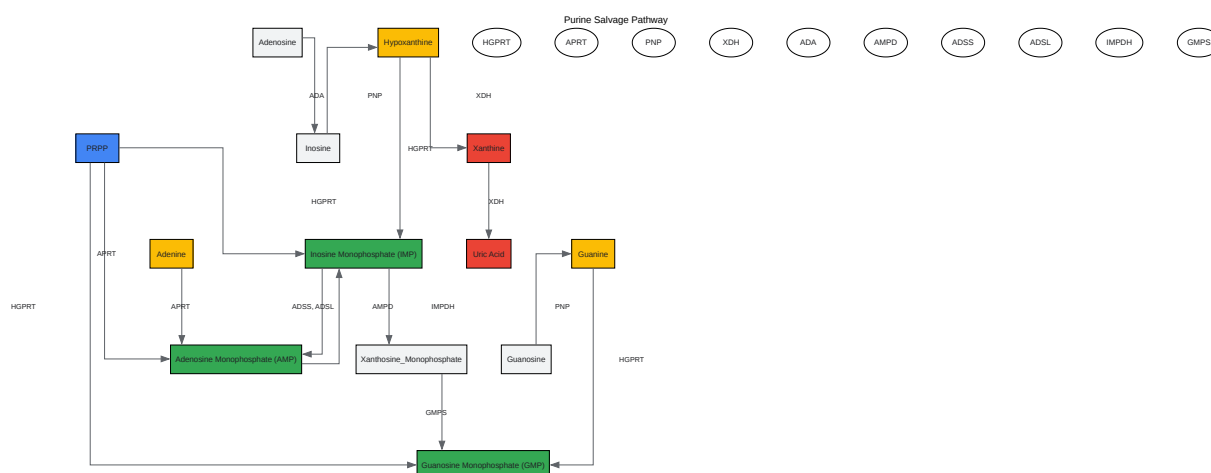 Purine Salvage Pathway
Adenosine
Hypoxanthine
HGPRT
APRT
PNP
XDH
ADA
AMPD
ADSS
ADSL
IMPDH
GMPS
ADA
PNP
XDH
PRPP
Inosine
HGPRT
Xanthine
HGPRT
XDH
APRT
Adenine
Inosine Monophosphate (IMP)
Uric Acid
Guanine
HGPRT
APRT
ADSS, ADSL
AMPD
IMPDH
PNP
Adenosine Monophosphate (AMP)
Xanthosine_Monophosphate
Guanosine
HGPRT
GMPS
Guanosine Monophosphate (GMP)